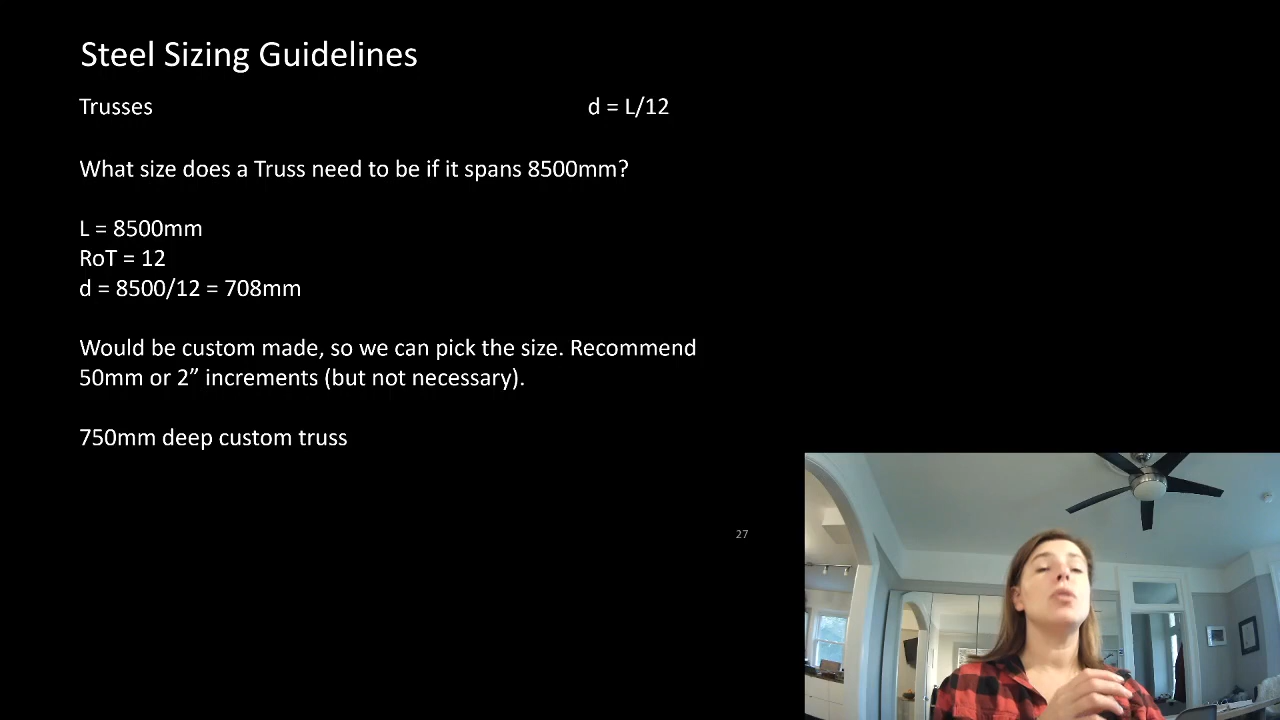 Steel Sizing Guidelines
Trusses d = L/12
What size does a Truss need to be if it spans 8500mm?
L = 8500mm
RoT = 12
d = 8500/12 = 708mm
Would be custom made, so we can pick the size. Recommend
50mm or 2” increments (but not necessary).
750mm deep custom truss
27